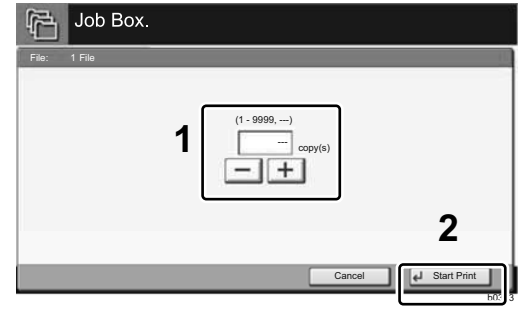 Job Box.
File: 1 File
1
(1 - 9999, ---)
--- copy(s)
− +
2
Cancel
Start Print